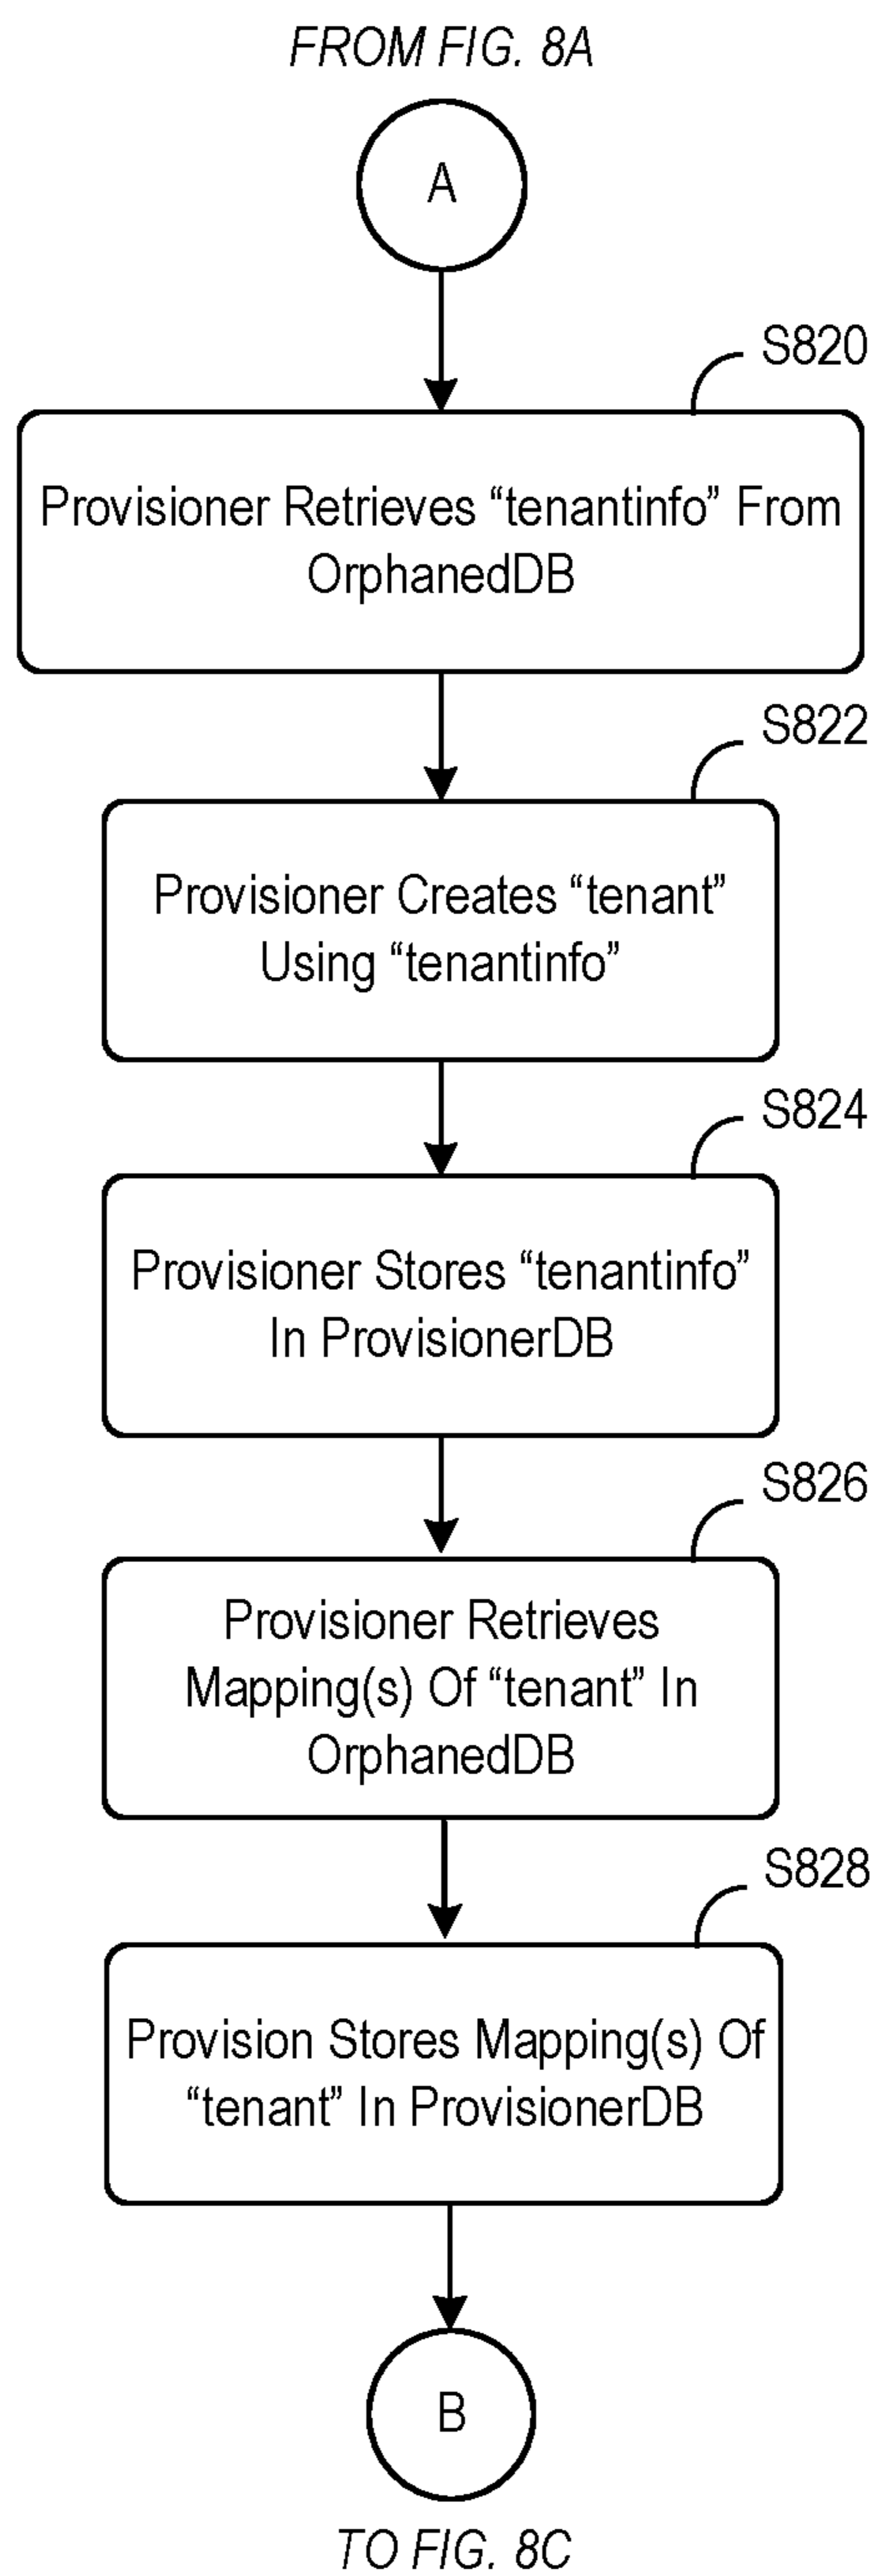 FROM FIG. 8A
A
S820
Provisioner Retrieves “tenantinfo” From
OrphanedDB
S822
Provisioner Creates “tenant”
Using “tenantinfo”
S824
Provisioner Stores “tenantinfo”
In ProvisionerDB
S826
Provisioner Retrieves
Mapping(s) Of “tenant” In
OrphanedDB
S828
Provision Stores Mapping(s) Of
“tenant” In ProvisionerDB
B
TO FIG. 8C